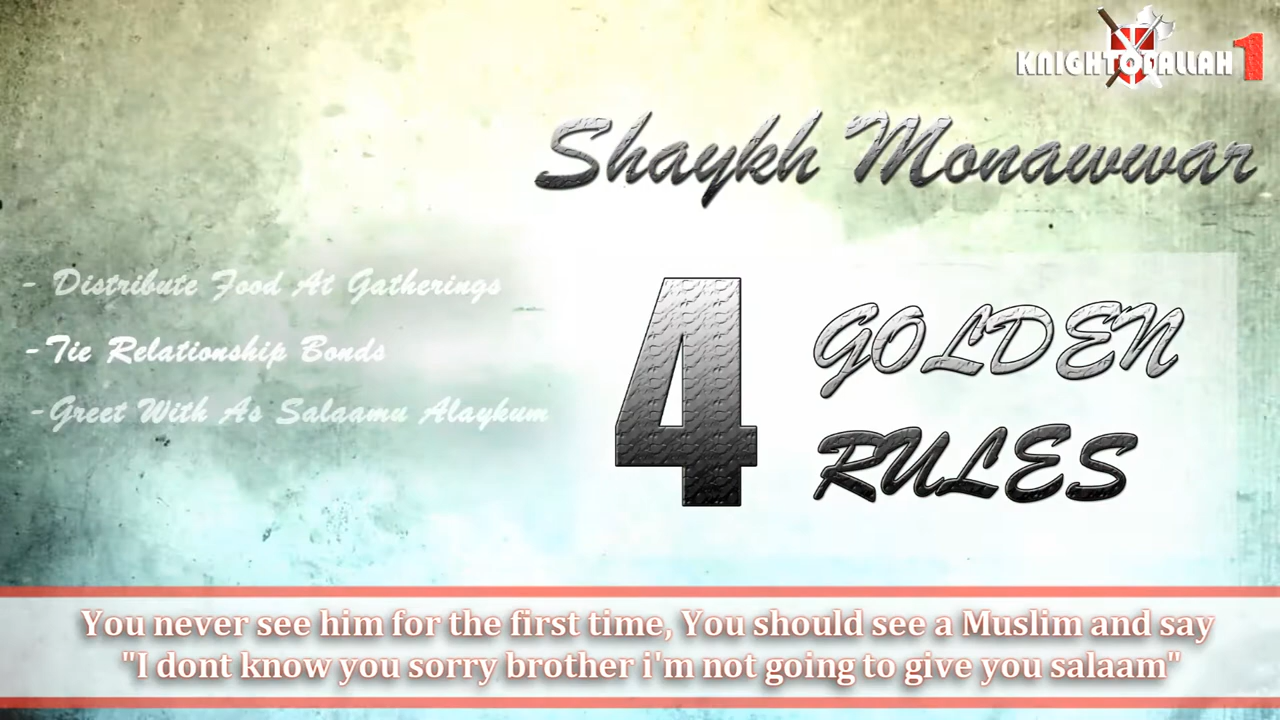 KNIGHTOFALLAH1
Shaykh Monawwar
- Distribute Food At Gatherings
-Tie Relationship Bonds
-Greet With As Salaamu Alaykum
4
GOLDEN
RULES
You never see him for the first time, You should see a Muslim and say
"I dont know you sorry brother i'm not going to give you salaam"